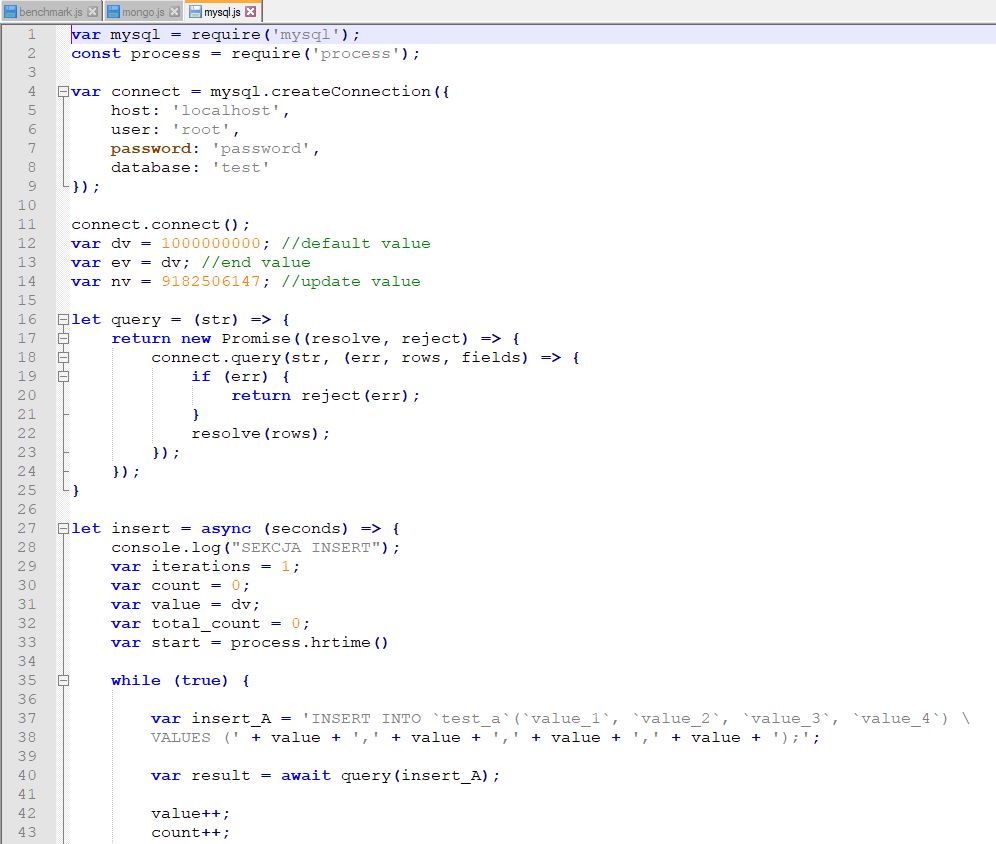 benchmark.js mongo.js mysql.js
1 var mysql = require('mysql');
2 const process = require('process');
3
4 var connect = mysql.createConnection({
5 host: 'localhost',
6 user: 'root',
7 password: 'password',
8 database: 'test'
9 });
10
11 connect.connect();
12 var dv = 1000000000; //default value
13 var ev = dv; //end value
14 var nv = 9182506147; //update value
15
16 let query = (str) => {
17 return new Promise((resolve, reject) => {
18 connect.query(str, (err, rows, fields) => {
19 if (err) {
20 return reject(err);
21 }
22 resolve(rows);
23 });
24 });
25 }
26
27 let insert = async (seconds) => {
28 console.log("SEKCJA INSERT");
29 var iterations = 1;
30 var count = 0;
31 var value = dv;
32 var total_count = 0;
33 var start = process.hrtime()
34
35 while (true) {
36
37 var insert_A = 'INSERT INTO `test_a`(`value_1`, `value_2`, `value_3`, `value_4`) \
38 VALUES (' + value + ',' + value + ',' + value + ',' + value + ');';
39
40 var result = await query(insert_A);
41
42 value++;
43 count++;